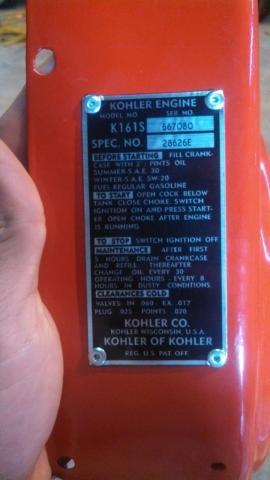 KOHLER ENGINE
MODEL NO. SER. NO.
K161S 667080
SPEC. NO. 28626E
BEFORE STARTING FILL CRANK-
CASE WITH 2½ PINTS OIL
SUMMER-S.A.E. 30
WINTER-S.A.E. 5W-20
FUEL REGULAR GASOLINE
TO START OPEN COCK BELOW
TANK CLOSE CHOKE. SWITCH
IGNITION ON AND PRESS START-
ER OPEN CHOKE AFTER ENGINE
IS RUNNING.
TO STOP SWITCH IGNITION OFF
MAINTENANCE AFTER FIRST
5 HOURS DRAIN CRANKCASE
AND REFILL THEREAFTER
CHANGE OIL EVERY 30
OPERATING HOURS - EVERY 8
HOURS IN DUSTY CONDITIONS.
CLEARANCES COLD
VALVES IN .060 - EX. .017
PLUG .025 POINTS .020
KOHLER CO.
KOHLER WISCONSIN, U.S.A.
KOHLER OF KOHLER
REG. U.S. PAT. OFF.